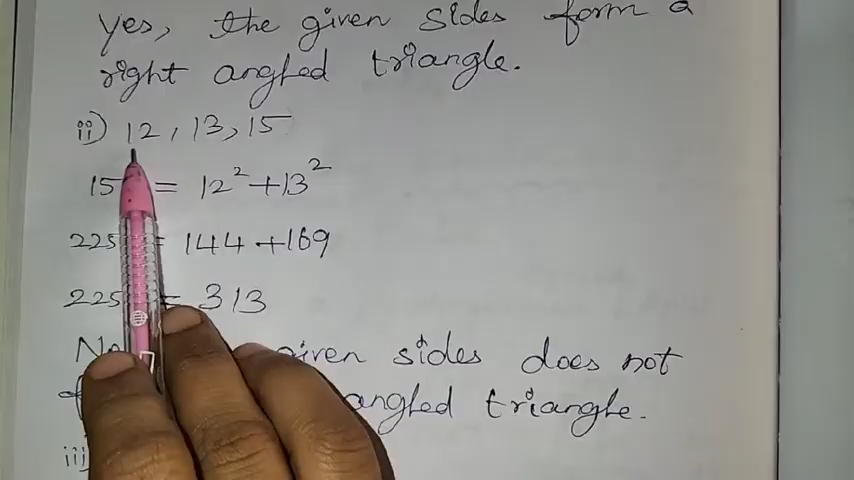 yes, the given sides form a
right angled triangle.
ii) 12, 13, 15
15 = 12² + 13²
225 = 144 + 169
225 = 313
No given sides does not
angled triangle.
iii)